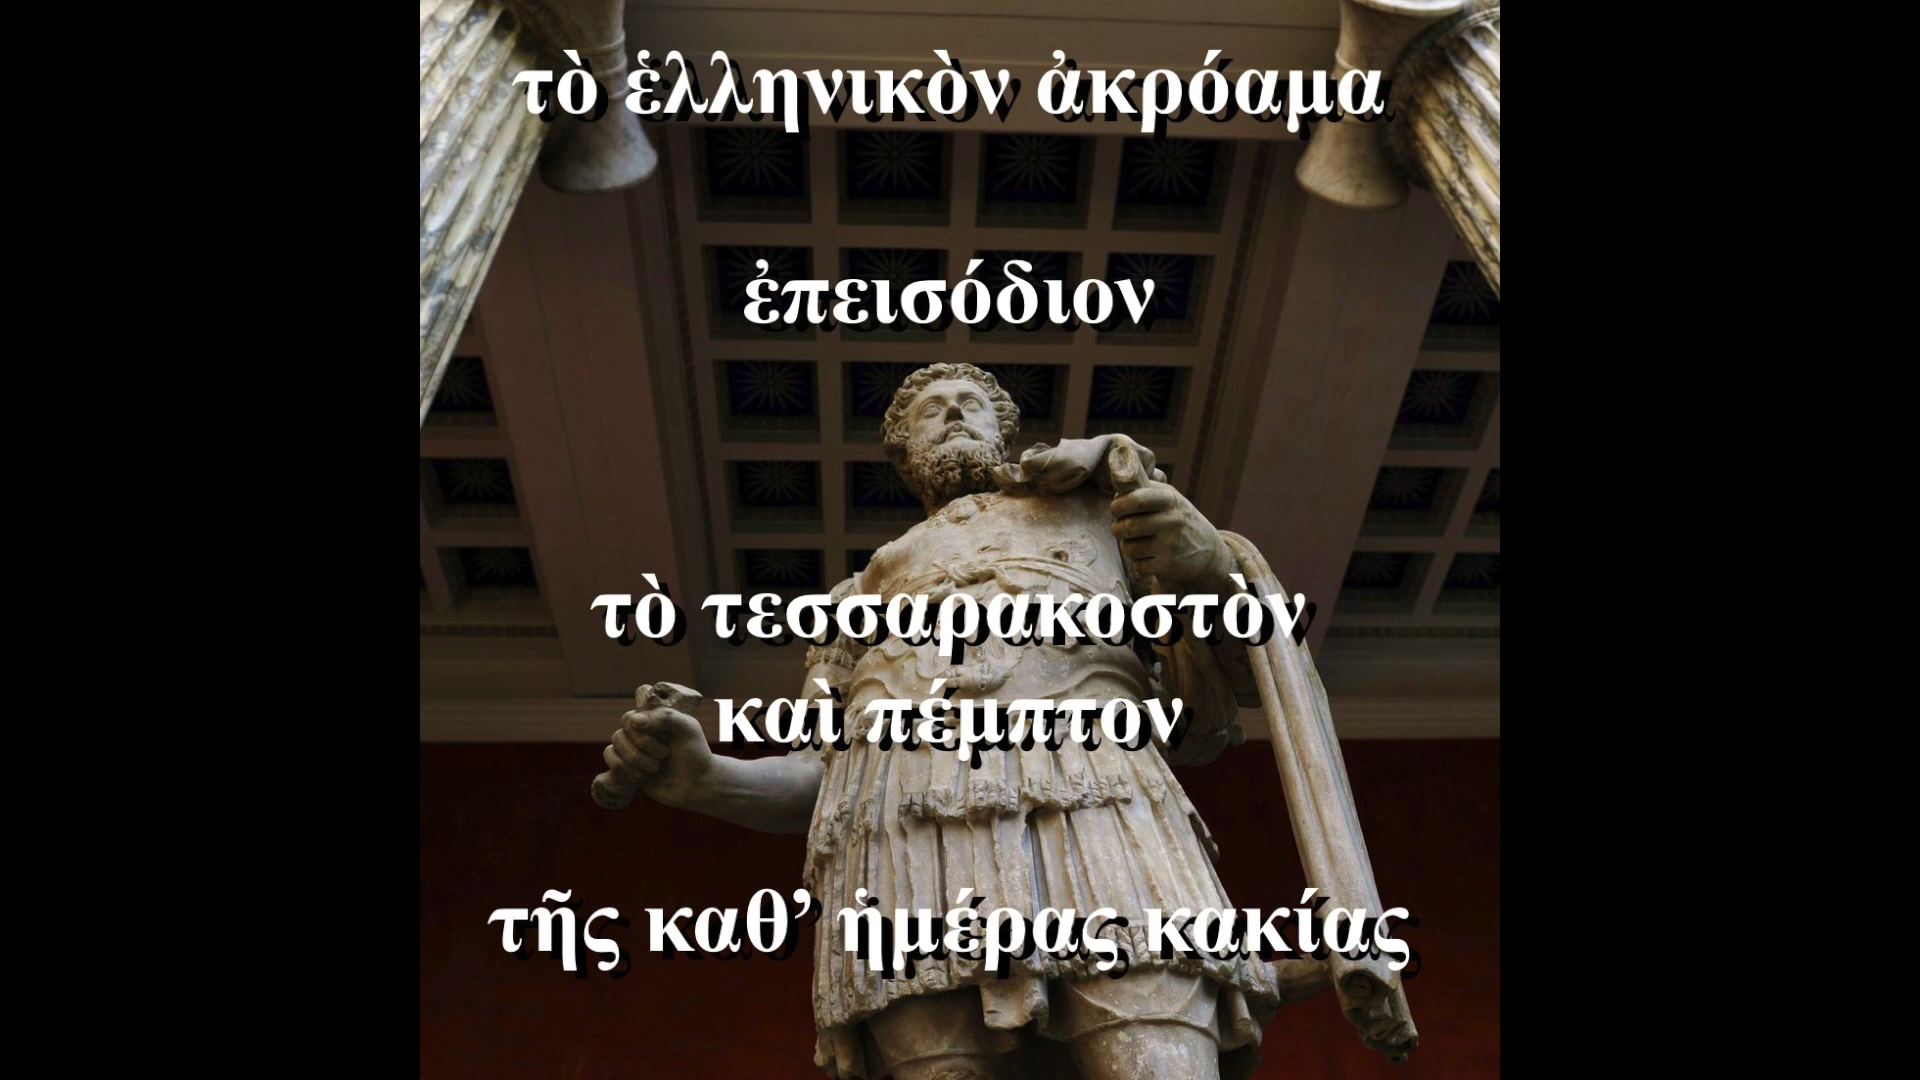 τὸ ἑλληνικὸν ἀκρόαμα
ἐπεισόδιον
τὸ τεσσαρακοστὸν
καὶ πέμπτον
τῆς καθ’ ἡμέρας κακίας